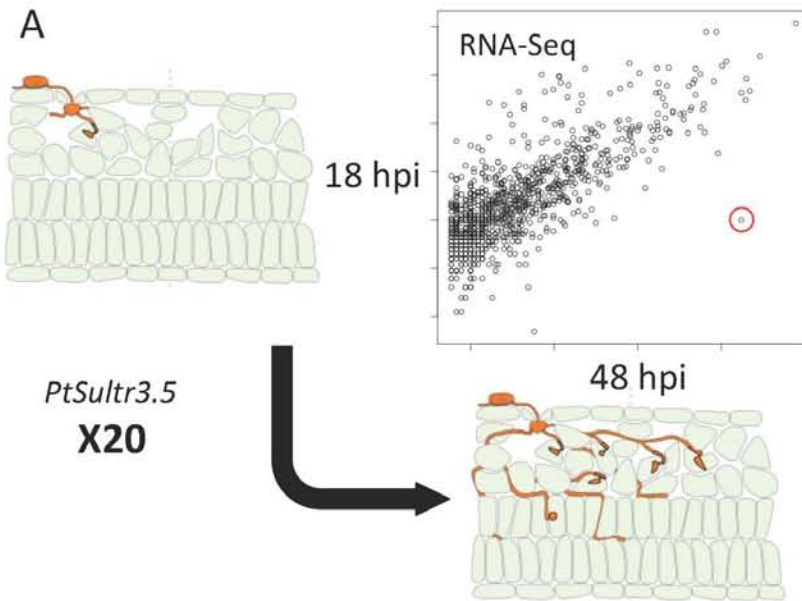 A
RNA-Seq
18 hpi
48 hpi
PtSultr3.5
X20